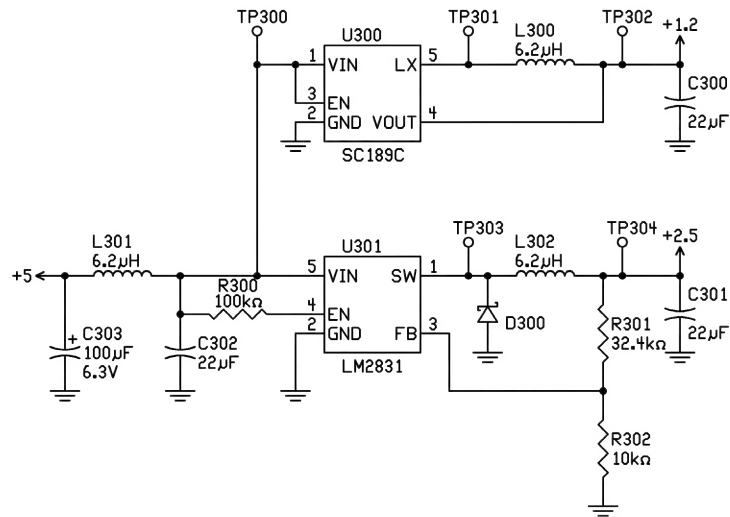 TP300
TP301
L300
6.2µH
TP302
+1.2
U300
1
VIN
LX
5
3
EN
2
GND
VOUT
4
SC189C
C300
22µF
TP303
L302
6.2µH
TP304
+2.5
L301
6.2µH
+5
U301
5
VIN
SW
1
R300
100kΩ
4
EN
2
GND
FB
3
LM2831
D300
C301
22µF
R301
32.4kΩ
+
C303
100µF
6.3V
C302
22µF
R302
10kΩ